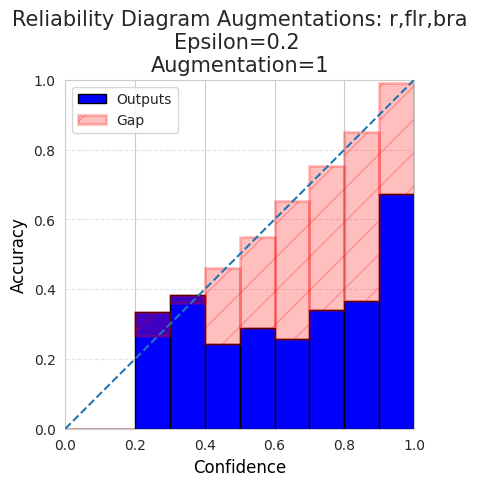 Reliability Diagram Augmentations: r,flr,bra
Epsilon=0.2
Augmentation=1
1.0
Outputs
Gap
0.8
0.6
0.4
0.2
0.0
Accuracy
0.0 0.2 0.4 0.6 0.8 1.0
Confidence